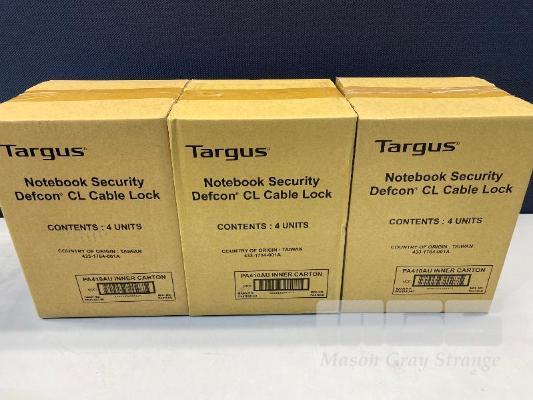 Targus
Notebook Security
Defcon® CL Cable Lock
CONTENTS : 4 UNITS
COUNTRY OF ORIGIN : TAIWAN
433-1764-001A
PA410AU INNER CARTON
Targus
Notebook Security
Defcon® CL Cable Lock
CONTENTS : 4 UNITS
COUNTRY OF ORIGIN : TAIWAN
433-1764-001A
PA410AU INNER CARTON
Targus
Notebook Security
Defcon® CL Cable Lock
CONTENTS : 4 UNITS
COUNTRY OF ORIGIN : TAIWAN
433-1764-001A
PA410AU INNER CARTON
Mason Gray Strange